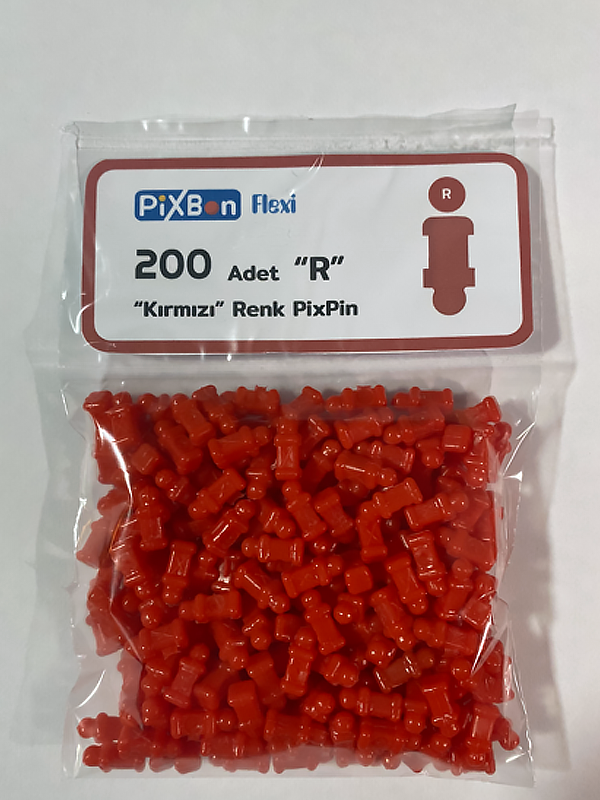 PiXBon Flexi
R
200 Adet “R”
“Kırmızı” Renk PixPin